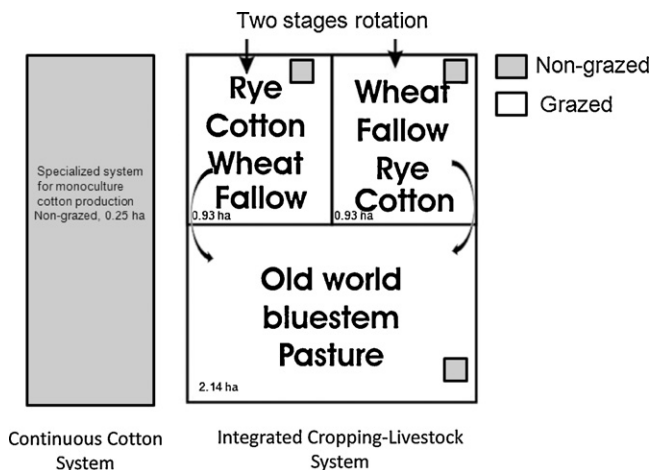 Two stages rotation
Non-grazed
Grazed
Specialized system
for monoculture
cotton production
Non-grazed, 0.25 ha
Rye
Cotton
Wheat
Fallow
0.93 ha
Wheat
Fallow
Rye
Cotton
0.93 ha
Old world
bluestem
Pasture
2.14 ha
Continuous Cotton
System
Integrated Cropping-Livestock
System